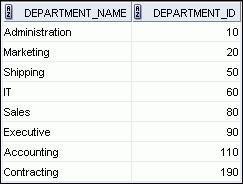 DEPARTMENT_NAME DEPARTMENT_ID
Administration 10
Marketing 20
Shipping 50
IT 60
Sales 80
Executive 90
Accounting 110
Contracting 190